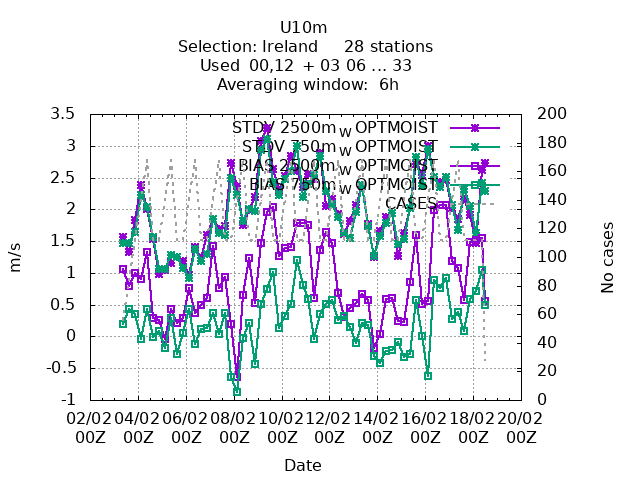 U10m
Selection: Ireland 28 stations
Used 00,12 + 03 06 ... 33
Averaging window: 6h
STDV 2500m_W OPTMOIST
STDV 750m_W OPTMOIST
BIAS 2500m_W OPTMOIST
BIAS 750m_W OPTMOIST
CASES
3.5
3
2.5
2
1.5
1
0.5
0
-0.5
-1
m/s
200
180
160
140
120
100
80
60
40
20
0
No cases
02/02 04/02 06/02 08/02 10/02 12/02 14/02 16/02 18/02 20/02
00Z 00Z 00Z 00Z 00Z 00Z 00Z 00Z 00Z 00Z
Date